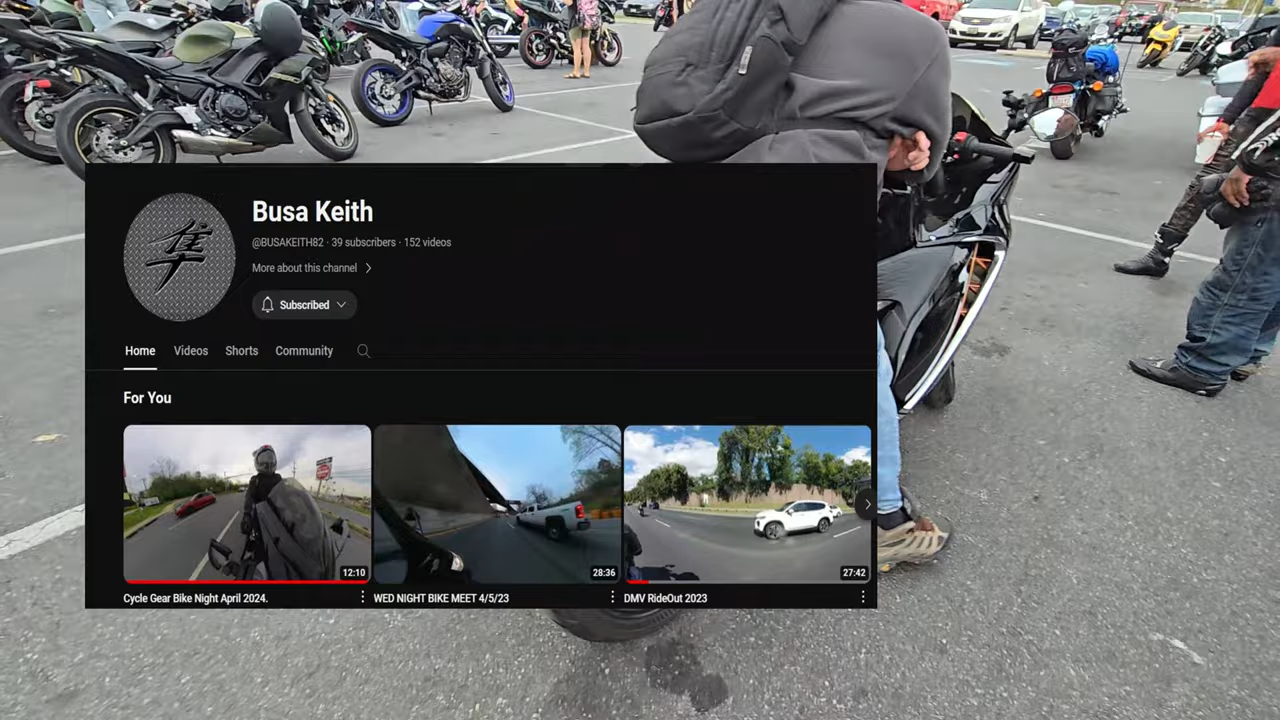 隼
Busa Keith
@BUSAKEITH82 · 39 subscribers · 152 videos
More about this channel
Subscribed
Home Videos Shorts Community
For You
12:10
28:36
27:42
Cycle Gear Bike Night April 2024.
WED NIGHT BIKE MEET 4/5/23
DMV RideOut 2023